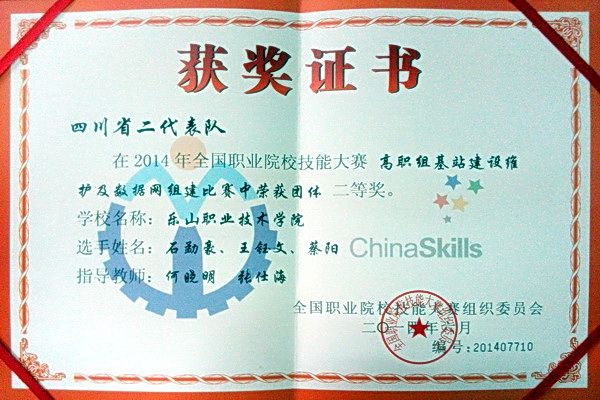 获奖证书
四川省二代表队
在2014年全国职业院校技能大赛 高职组基站建设维
护及数据网组建比赛中荣获团体 二等奖。
学校名称：乐山职业技术学院
选手姓名：石勤豪、王钰文、蔡阳
ChinaSkills
指导教师：何晓明 张仕海
全国职业院校技能大赛组织委员会
二〇一四年 月
编号:201407710